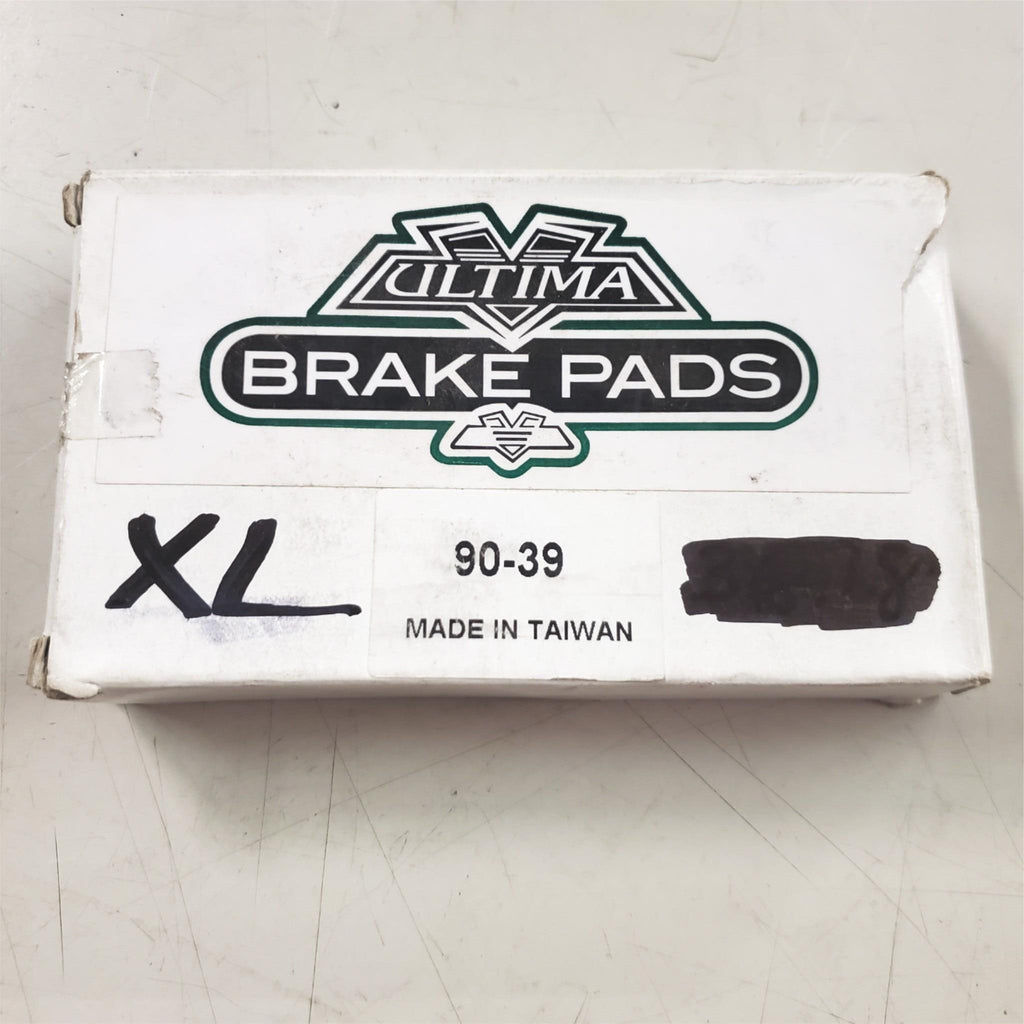 ULTIMA
BRAKE PADS
XL
90-39
MADE IN TAIWAN